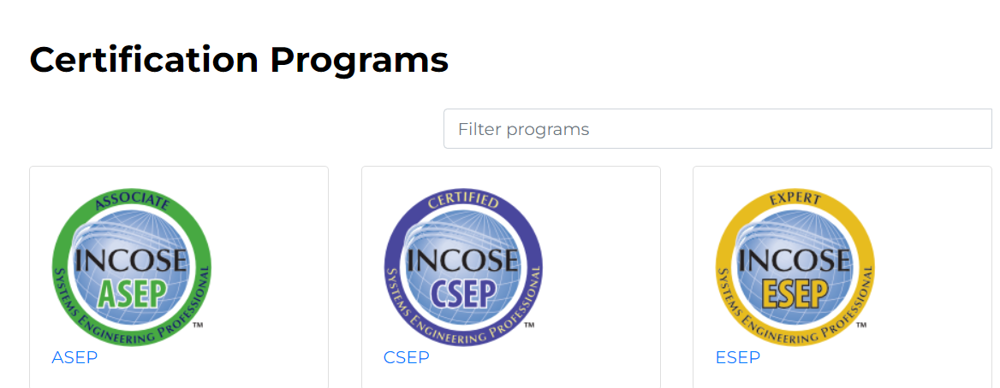 Certification Programs
Filter programs
ASSOCIATE
INCOSE
ASEP
SYSTEMS ENGINEERING PROFESSIONAL
TM
ASEP
CERTIFIED
INCOSE
CSEP
SYSTEMS ENGINEERING PROFESSIONAL
TM
CSEP
EXPERT
INCOSE
ESEP
SYSTEMS ENGINEERING PROFESSIONAL
TM
ESEP